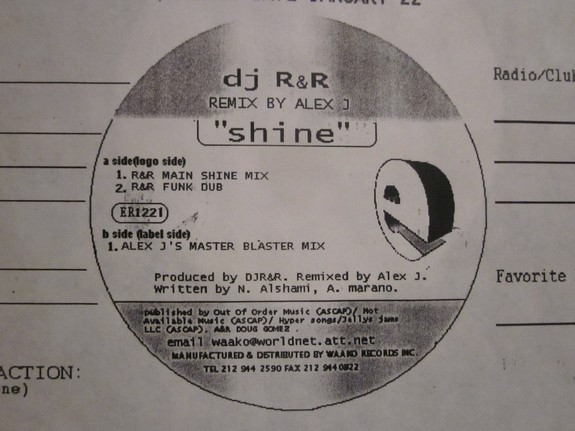 JANUARY 22
dj R&R
REMIX BY ALEX J
"shine"
Radio/Club
a side(logo side)
1. R&R MAIN SHINE MIX
2. R&R FUNK DUB
ER1221
b side (label side)
1. ALEX J'S MASTER BLASTER MIX
Produced by DJR&R. Remixed by Alex J.
Written by N. Alshami, A. marano.
Favorite
published by Out Of Order Music (ASCAP)/ Not
Available Music (ASCAP)/ Hyper songs/Jellys jams
LLC (ASCAP). A&R DOUG GOMEZ .
email waako@worldnet.att.net
MANUFACTURED & DISTRIBUTED BY WAAKO RECORDS INC.
TEL 212 944 2590 FAX 212 944 0822
ACTION:
ne)